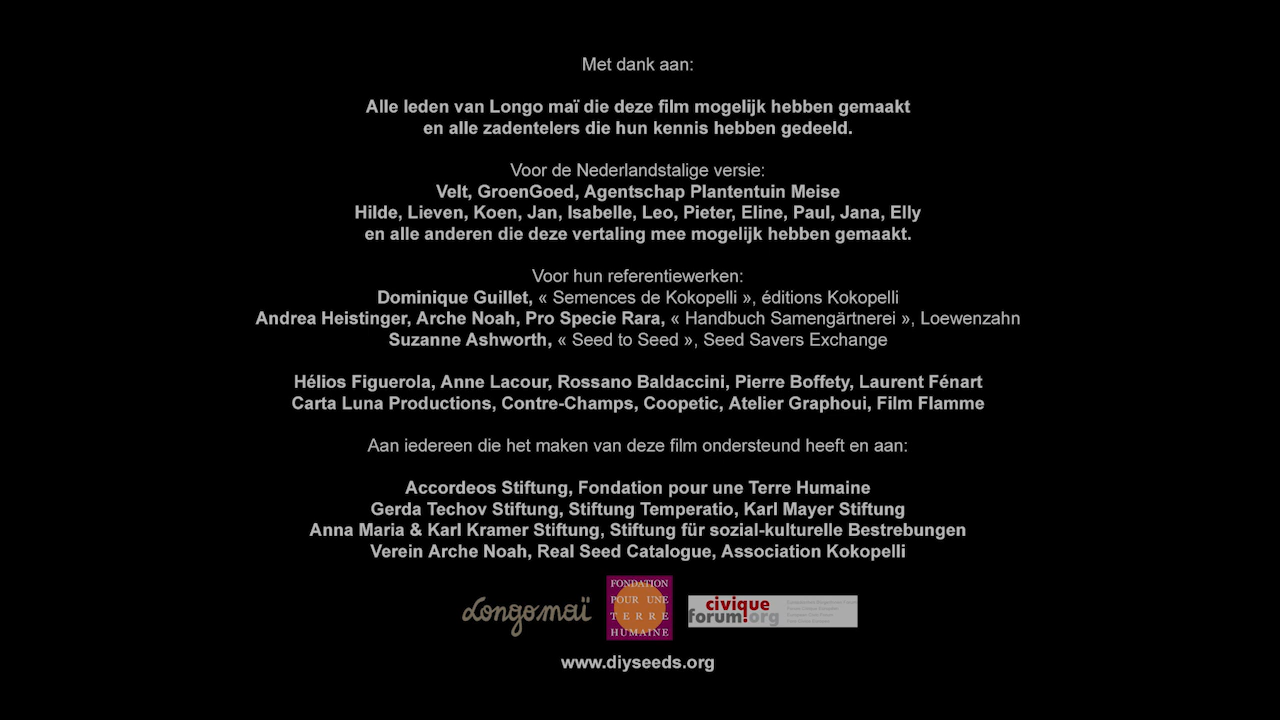 Met dank aan:
Alle leden van Longo maï die deze film mogelijk hebben gemaakt
en alle zadentelers die hun kennis hebben gedeeld.
Voor de Nederlandstalige versie:
Velt, GroenGoed, Agentschap Plantentuin Meise
Hilde, Lieven, Koen, Jan, Isabelle, Leo, Pieter, Eline, Paul, Jana, Elly
en alle anderen die deze vertaling mee mogelijk hebben gemaakt.
Voor hun referentiewerken:
Dominique Guillet, « Semences de Kokopelli », éditions Kokopelli
Andrea Heistinger, Arche Noah, Pro Specie Rara, « Handbuch Samengärtnerei », Loewenzahn
Suzanne Ashworth, « Seed to Seed », Seed Savers Exchange
Hélios Figuerola, Anne Lacour, Rossano Baldaccini, Pierre Boffety, Laurent Fénart
Carta Luna Productions, Contre-Champs, Coopetic, Atelier Graphoui, Film Flamme
Aan iedereen die het maken van deze film ondersteund heeft en aan:
Accordeos Stiftung, Fondation pour une Terre Humaine
Gerda Techov Stiftung, Stiftung Temperatio, Karl Mayer Stiftung
Anna Maria & Karl Kramer Stiftung, Stiftung für sozial-kulturelle Bestrebungen
Verein Arche Noah, Real Seed Catalogue, Association Kokopelli
Longo maï
FONDATION
POUR UNE
TERRE
HUMAINE
civique
forum.org
www.diyseeds.org